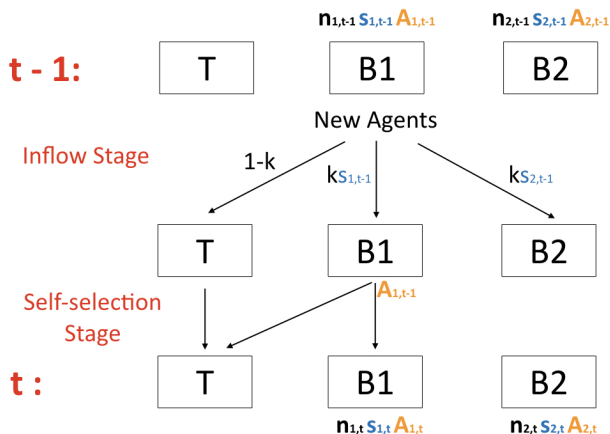 n1,t-1 s1,t-1 A1,t-1
n2,t-1 s2,t-1 A2,t-1
t - 1:
T
B1
B2
New Agents
Inflow Stage
1-k
ks1,t-1
ks2,t-1
T
B1
B2
A1,t-1
Self-selection
Stage
t :
T
B1
B2
n1,t s1,t A1,t
n2,t s2,t A2,t